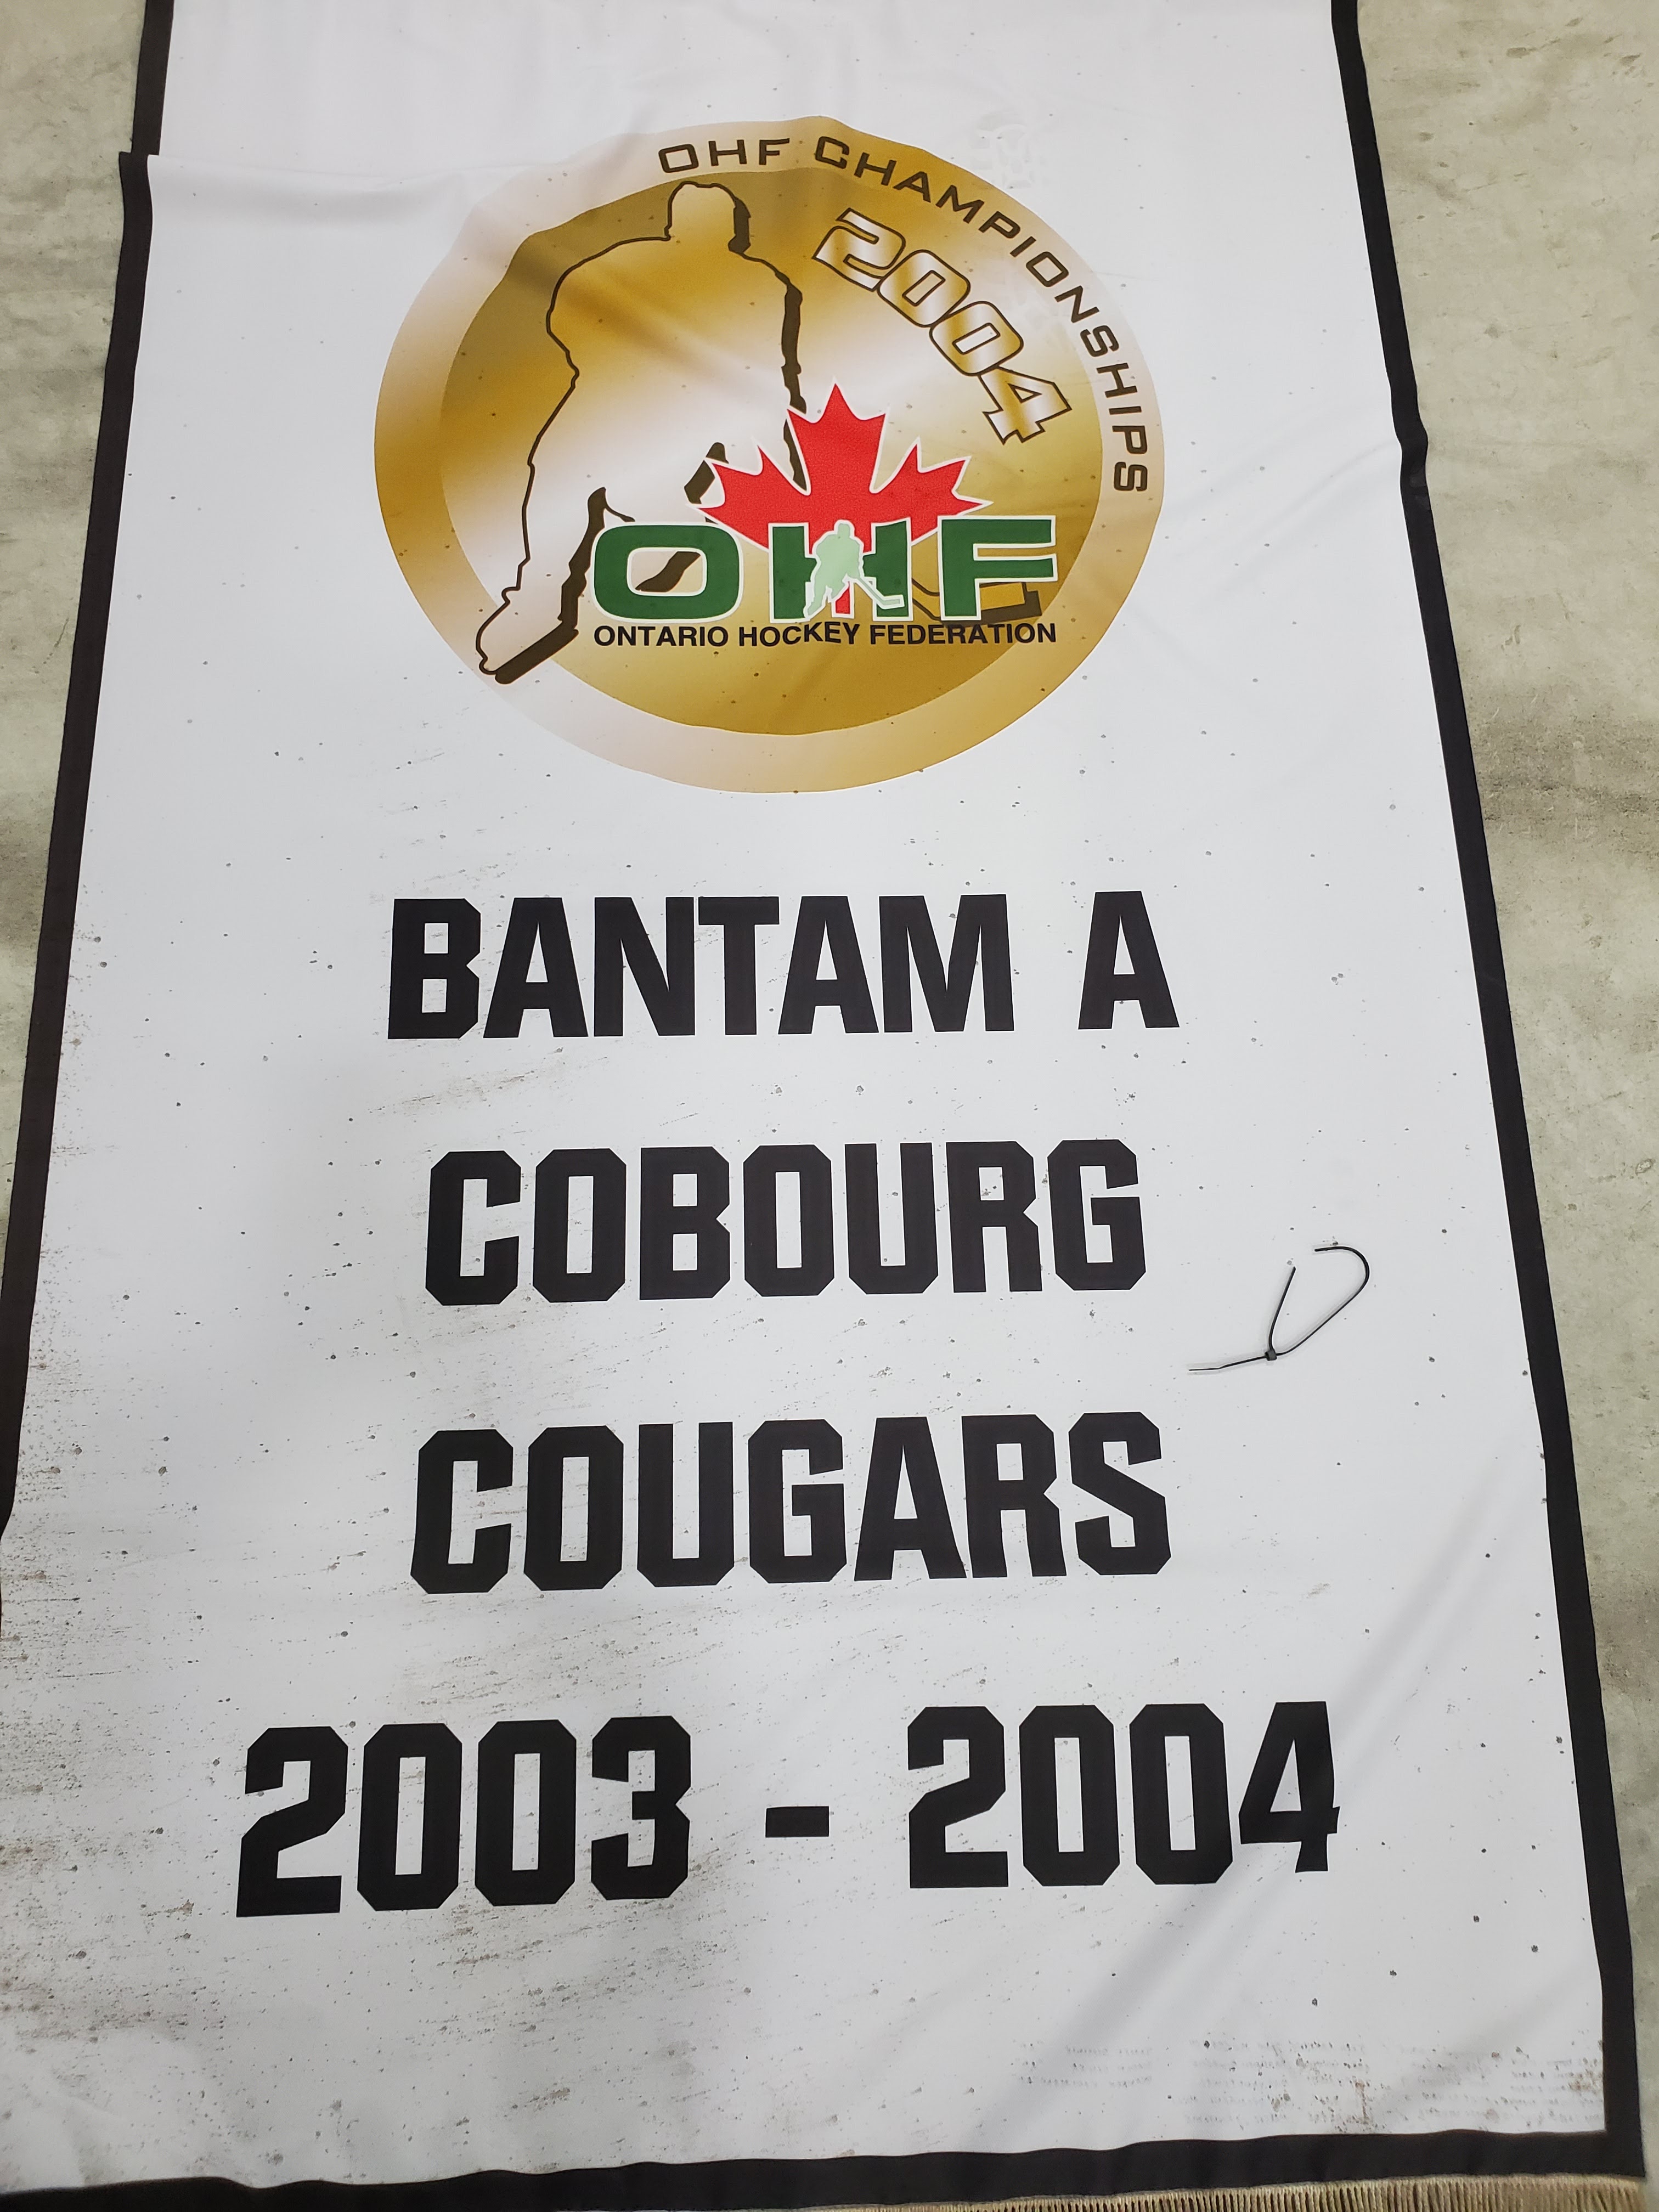 OHF CHAMPIONSHIPS
2004
OHF
ONTARIO HOCKEY FEDERATION
BANTAM A
COBOURG
COUGARS
2003 - 2004